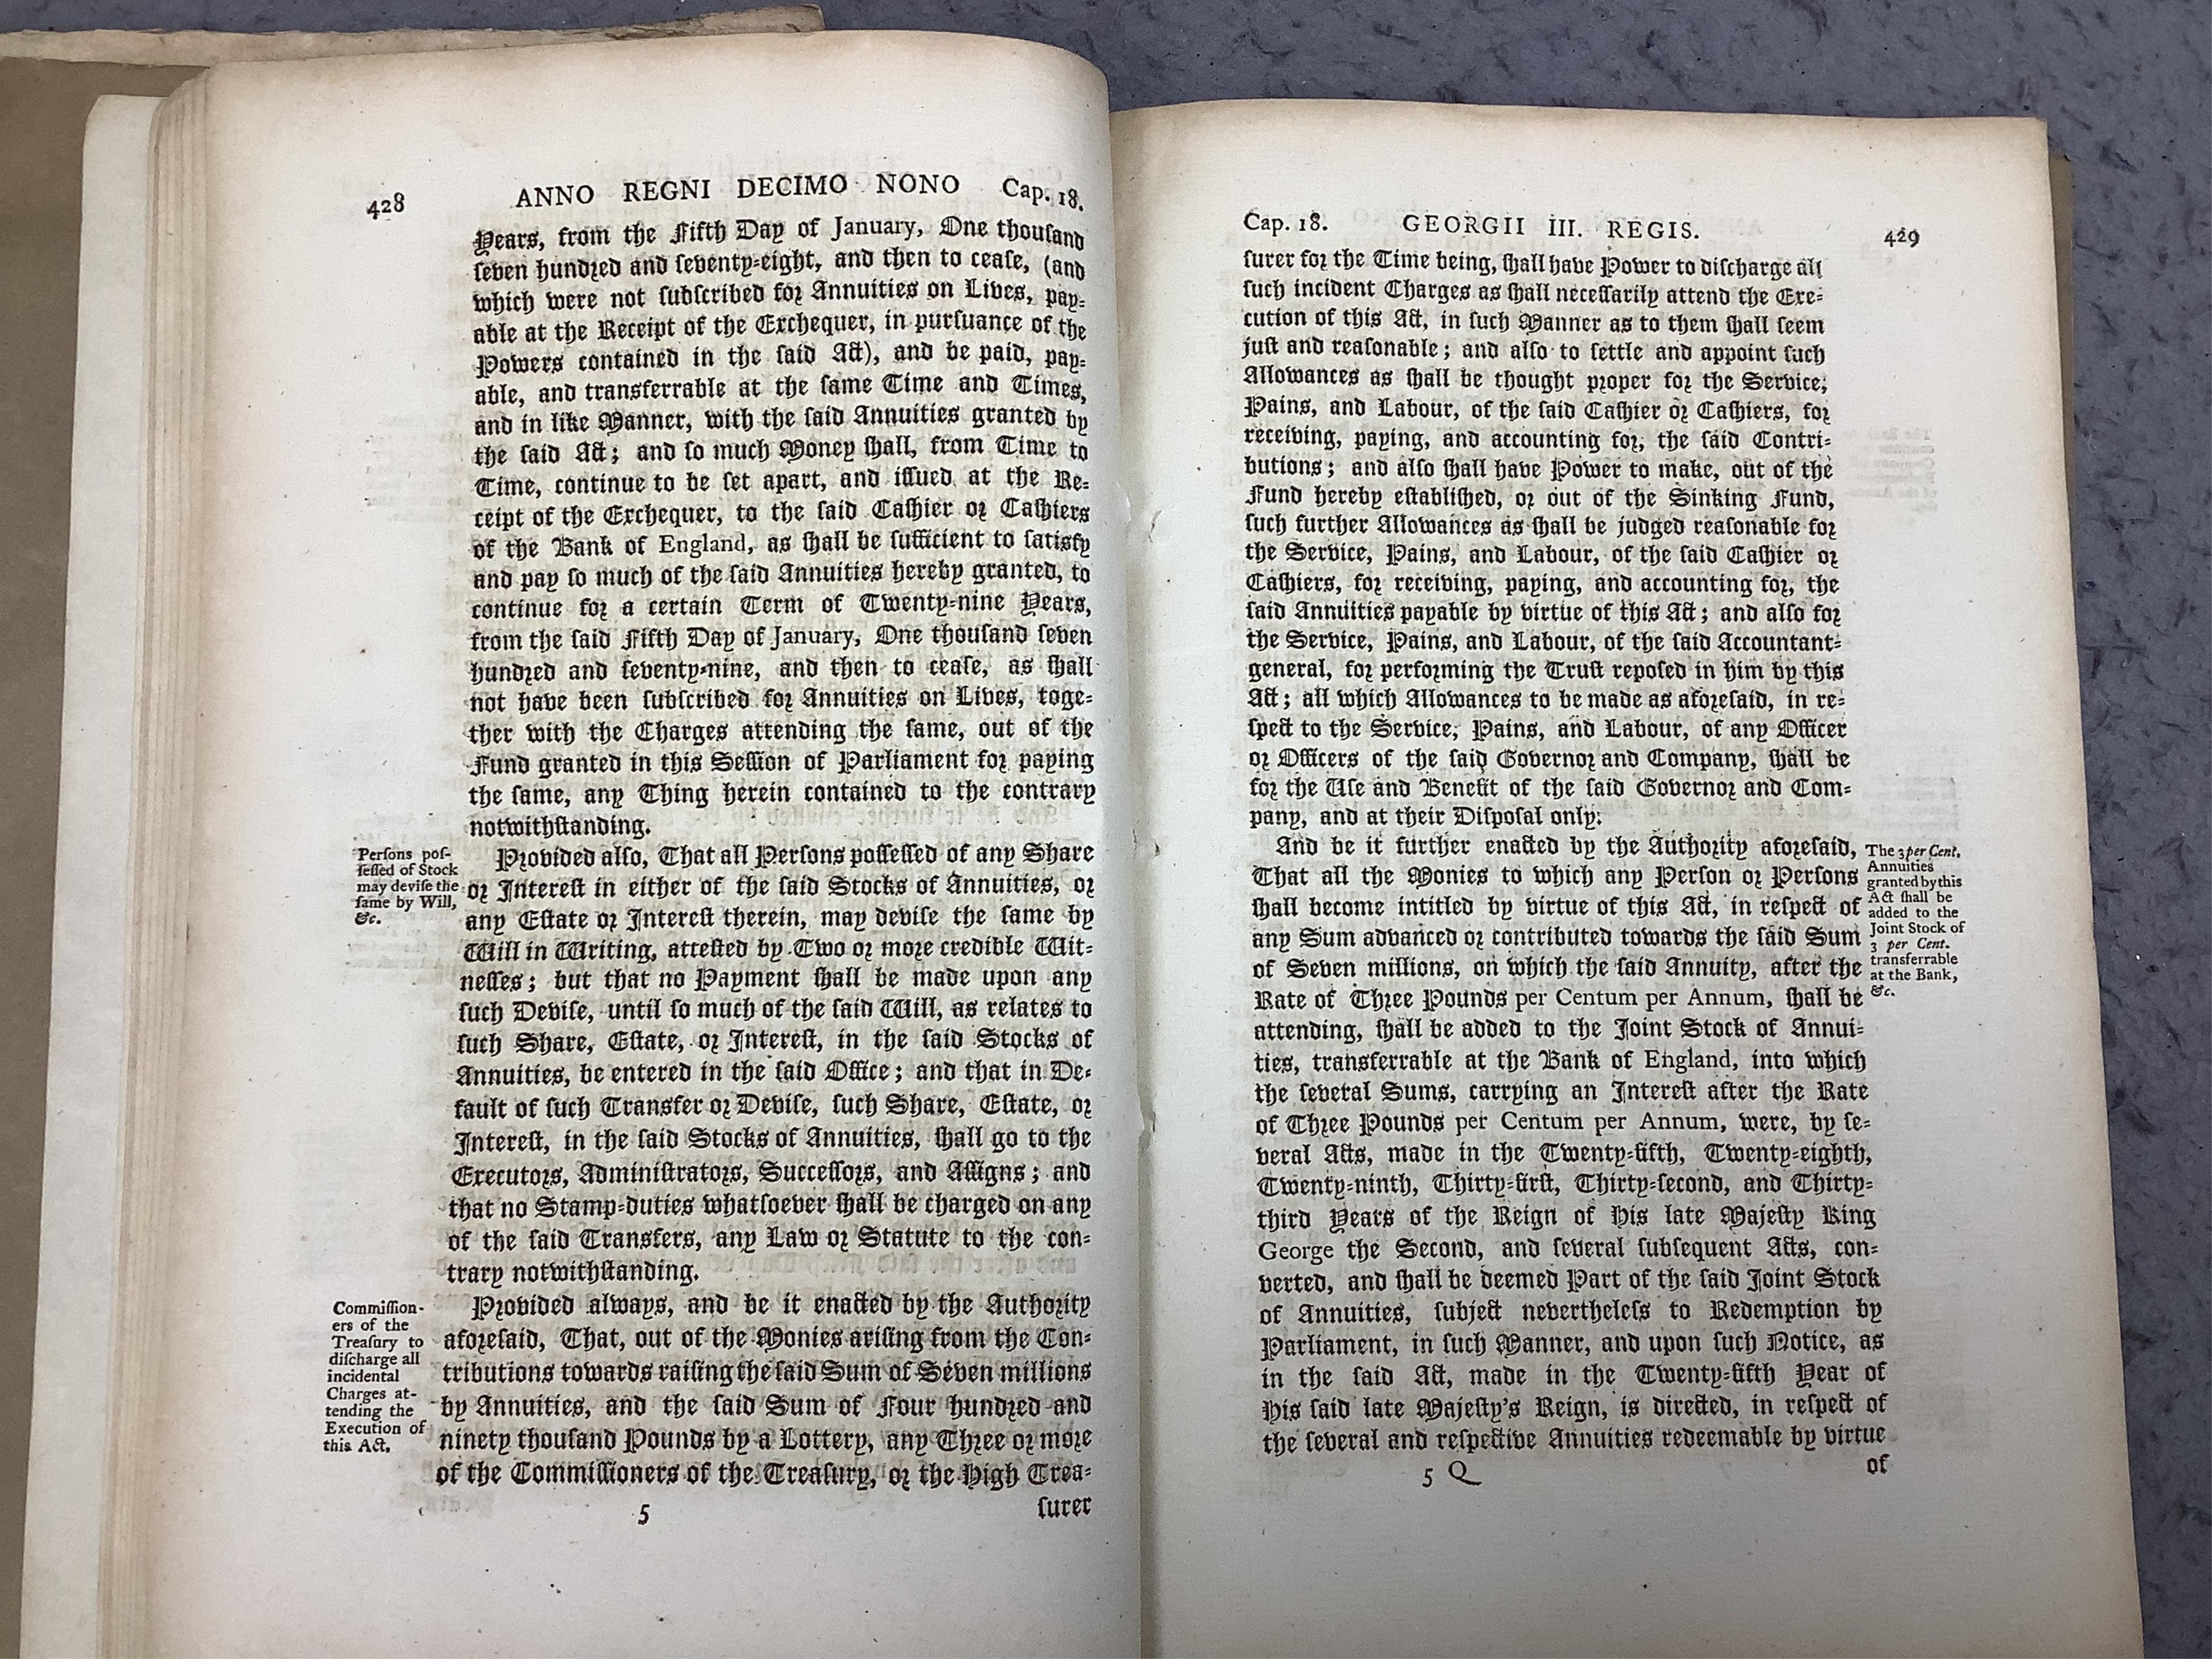 428 ANNO REGNI DECIMO NONO Cap. 18.
Years, from the Fifth Day of January, One thouſand
ſeven hundred and ſeventy-eight, and then to ceaſe, (and
which were not ſubſcribed for Annuities on Lives, pay-
able at the Receipt of the Exchequer, in purſuance of the
Powers contained in the ſaid Act), and be paid, pay-
able, and transferrable at the ſame Time and Times,
and in like Manner, with the ſaid Annuities granted by
the ſaid Act; and ſo much Money ſhall, from Time to
Time, continue to be ſet apart, and iſſued at the Re-
ceipt of the Exchequer, to the ſaid Caſhier or Caſhiers
of the Bank of England, as ſhall be ſufficient to ſatisfy
and pay ſo much of the ſaid Annuities hereby granted, to
continue for a certain Term of Twenty-nine Years,
from the ſaid Fifth Day of January, One thouſand ſeven
hundred and ſeventy-nine, and then to ceaſe, as ſhall
not have been ſubſcribed for Annuities on Lives, toge-
ther with the Charges attending the ſame, out of the
Fund granted in this Seſſion of Parliament for paying
the ſame, any Thing herein contained to the contrary
notwithſtanding.
Perſons poſ-
ſeſſed of Stock
may deviſe the
ſame by Will,
&c.
Provided alſo, That all Perſons poſſeſſed of any Share
or Intereſt in either of the ſaid Stocks of Annuities, or
any Eſtate or Intereſt therein, may deviſe the ſame by
Will in Writing, atteſted by Two or more credible Wit-
neſſes; but that no Payment ſhall be made upon any
ſuch Deviſe, until ſo much of the ſaid Will, as relates to
ſuch Share, Eſtate, or Intereſt, in the ſaid Stocks of
Annuities, be entered in the ſaid Office; and that in De-
fault of ſuch Transfer or Deviſe, ſuch Share, Eſtate, or
Intereſt, in the ſaid Stocks of Annuities, ſhall go to the
Executors, Adminiſtrators, Succeſſors, and Aſſigns; and
that no Stamp-duties whatſoever ſhall be charged on any
of the ſaid Transfers, any Law or Statute to the con-
trary notwithſtanding.
Commiſſion-
ers of the
Treaſury to
diſcharge all
incidental
Charges at-
tending the
Execution of
this Act.
Provided always, and be it enacted by the Authority
aforeſaid, That, out of the Monies ariſing from the Con-
tributions towards raiſing the ſaid Sum of Seven millions
by Annuities, and the ſaid Sum of Four hundred and
ninety thouſand Pounds by a Lottery, any Three or more
of the Commiſſioners of the Treaſury, or the High Trea-
5 ſurer
Cap. 18. GEORGII III. REGIS. 429
ſurer for the Time being, ſhall have Power to diſcharge all
ſuch incident Charges as ſhall neceſſarily attend the Exe-
cution of this Act, in ſuch Manner as to them ſhall ſeem
juſt and reaſonable; and alſo to ſettle and appoint ſuch
Allowances as ſhall be thought proper for the Service,
Pains, and Labour, of the ſaid Caſhier or Caſhiers, for
receiving, paying, and accounting for, the ſaid Contri-
butions; and alſo ſhall have Power to make, out of the
Fund hereby eſtabliſhed, or out of the Sinking Fund,
ſuch further Allowances as ſhall be judged reaſonable for
the Service, Pains, and Labour, of the ſaid Caſhier or
Caſhiers, for receiving, paying, and accounting for, the
ſaid Annuities payable by virtue of this Act; and alſo for
the Service, Pains, and Labour, of the ſaid Accountant-
general, for performing the Truſt repoſed in him by this
Act; all which Allowances to be made as aforeſaid, in re-
ſpect to the Service, Pains, and Labour, of any Officer
or Officers of the ſaid Governor and Company, ſhall be
for the Uſe and Benefit of the ſaid Governor and Com-
pany, and at their Diſpoſal only.
And be it further enacted by the Authority aforeſaid,
That all the Monies to which any Perſon or Perſons
ſhall become intitled by virtue of this Act, in reſpect of
any Sum advanced or contributed towards the ſaid Sum
of Seven millions, on which the ſaid Annuity, after the
Rate of Three Pounds per Centum per Annum, ſhall be
attending, ſhall be added to the Joint Stock of Annui-
ties, transferrable at the Bank of England, into which
the ſeveral Sums, carrying an Intereſt after the Rate
of Three Pounds per Centum per Annum, were, by ſe-
veral Acts, made in the Twenty-fifth, Twenty-eighth,
Twenty-ninth, Thirty-firſt, Thirty-ſecond, and Thirty-
third Years of the Reign of His late Majeſty King
George the Second, and ſeveral ſubſequent Acts, con-
verted, and ſhall be deemed Part of the ſaid Joint Stock
of Annuities, ſubject nevertheleſs to Redemption by
Parliament, in ſuch Manner, and upon ſuch Notice, as
in the ſaid Act, made in the Twenty-fifth Year of
His ſaid late Majeſty's Reign, is directed, in reſpect of
the ſeveral and reſpective Annuities redeemable by virtue
5 Q of
The 3 per Cent.
Annuities
granted by this
Act ſhall be
added to the
Joint Stock of
3 per Cent.
transferrable
at the Bank,
&c.